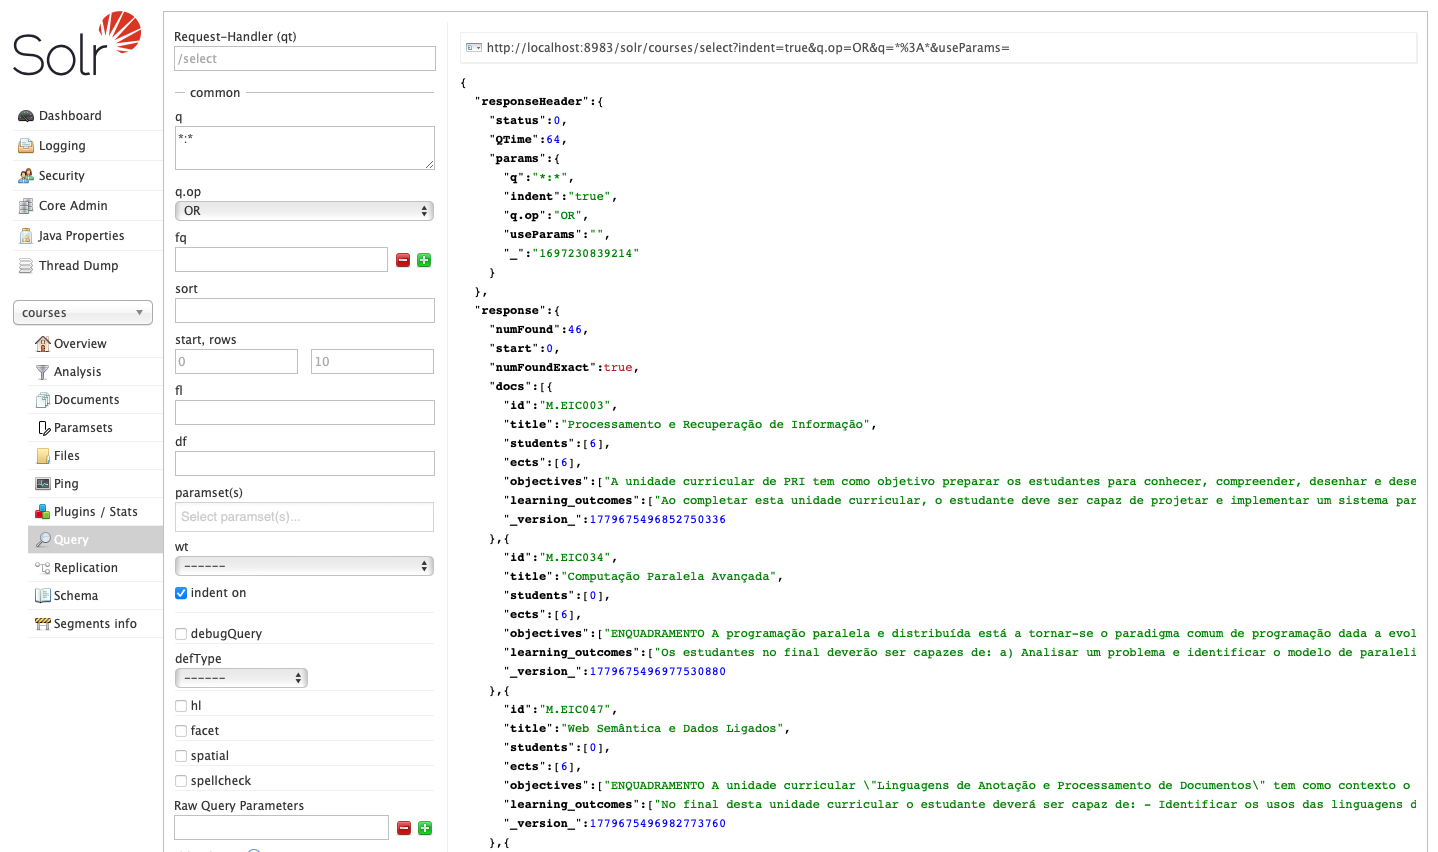 Solr
Dashboard
Logging
Security
Core Admin
Java Properties
Thread Dump
courses
Overview
Analysis
Documents
Paramsets
Files
Ping
Plugins / Stats
Query
Replication
Schema
Segments info
Request-Handler (qt)
/select
common
q
*:*
q.op
OR
fq
sort
start, rows
0 10
fl
df
paramset(s)
Select paramset(s)...
wt
------
indent on
debugQuery
defType
------
hl
facet
spatial
spellcheck
Raw Query Parameters
http://localhost:8983/solr/courses/select?indent=true&q.op=OR&q=*%3A*&useParams=
{
"responseHeader":{
"status":0,
"QTime":64,
"params":{
"q":"*:*",
"indent":"true",
"q.op":"OR",
"useParams":"",
"_":"1697230839214"
}
},
"response":{
"numFound":46,
"start":0,
"numFoundExact":true,
"docs":[{
"id":"M.EIC003",
"title":"Processamento e Recuperação de Informação",
"students":[6],
"ects":[6],
"objectives":["A unidade curricular de PRI tem como objetivo preparar os estudantes para conhecer, compreender, desenhar e dese
"learning_outcomes":["Ao completar esta unidade curricular, o estudante deve ser capaz de projetar e implementar um sistema par
"_version_":1779675496852750336
},{
"id":"M.EIC034",
"title":"Computação Paralela Avançada",
"students":[0],
"ects":[6],
"objectives":["ENQUADRAMENTO A programação paralela e distribuída está a tornar-se o paradigma comum de programação dada a evol
"learning_outcomes":["Os estudantes no final deverão ser capazes de: a) Analisar um problema e identificar o modelo de paraleli
"_version_":1779675496977530880
},{
"id":"M.EIC047",
"title":"Web Semântica e Dados Ligados",
"students":[0],
"ects":[6],
"objectives":["ENQUADRAMENTO A unidade curricular \"Linguagens de Anotação e Processamento de Documentos\" tem como contexto o
"learning_outcomes":["No final desta unidade curricular o estudante deverá ser capaz de: - Identificar os usos das linguagens d
"_version_":1779675496982773760
},{